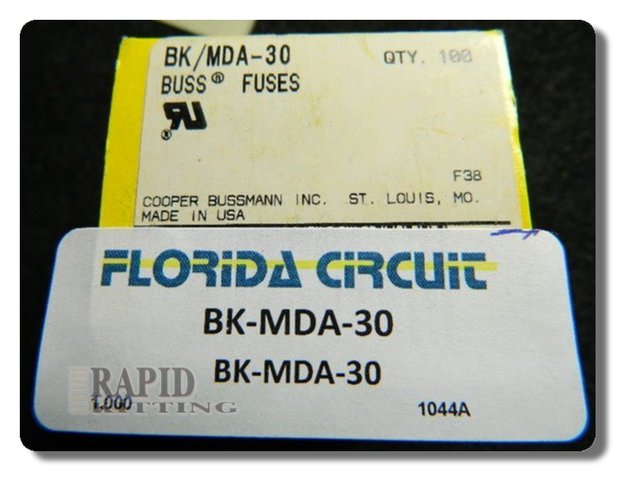 BK/MDA-30 QTY. 100
BUSS® FUSES
®
F38
COOPER BUSSMANN INC. ST. LOUIS, MO.
MADE IN USA
FLORIDA CIRCUIT
BK-MDA-30
BK-MDA-30
RAPID
1.000 1044A